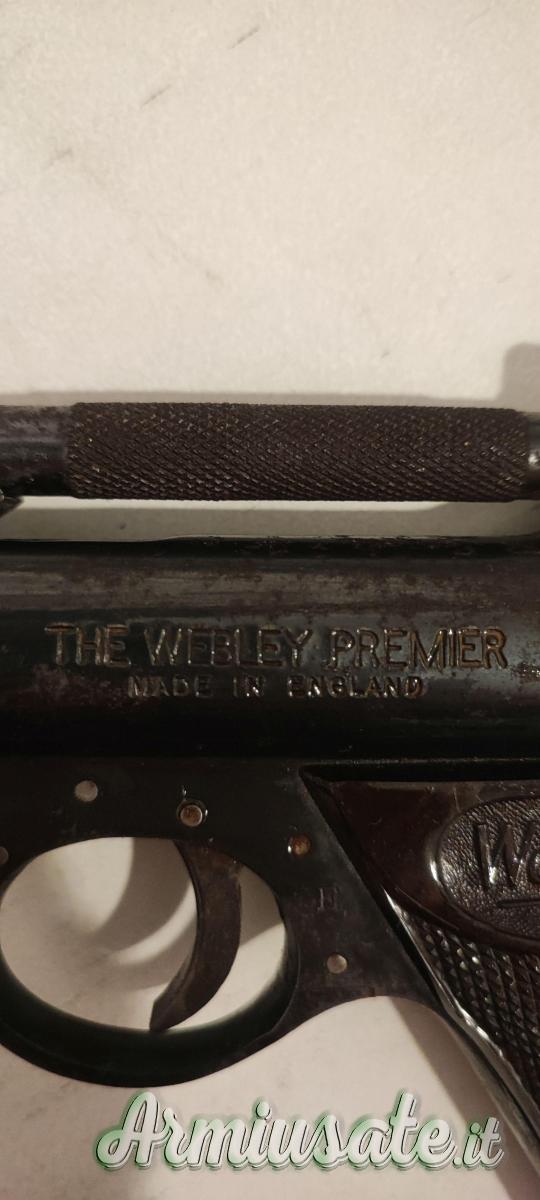 THE WEBLEY PREMIER
MADE IN ENGLAND
E
Armiusate.it